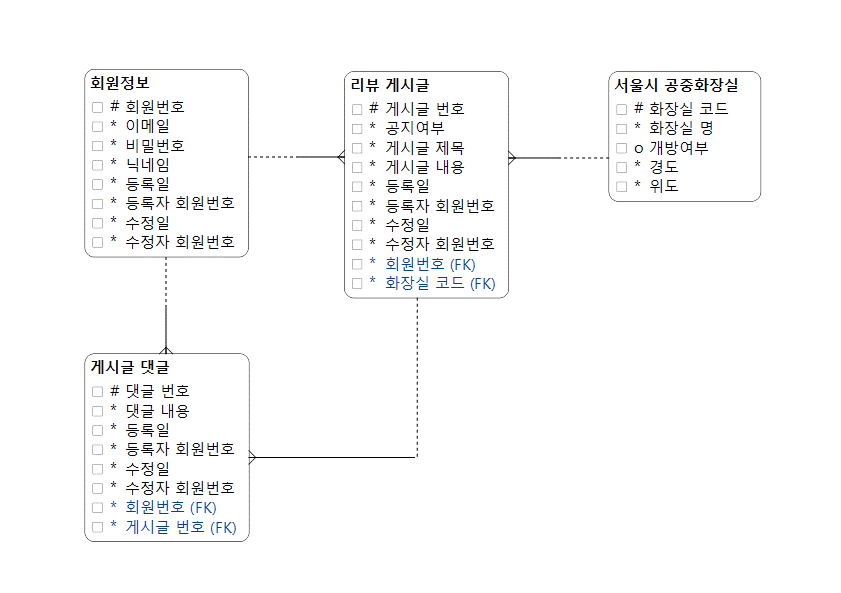 회원정보
# 회원번호
* 이메일
* 비밀번호
* 닉네임
* 등록일
* 등록자 회원번호
* 수정일
* 수정자 회원번호
리뷰 게시글
# 게시글 번호
* 공지여부
* 게시글 제목
* 게시글 내용
* 등록일
* 등록자 회원번호
* 수정일
* 수정자 회원번호
* 회원번호 (FK)
* 화장실 코드 (FK)
서울시 공중화장실
# 화장실 코드
* 화장실 명
o 개방여부
* 경도
* 위도
게시글 댓글
# 댓글 번호
* 댓글 내용
* 등록일
* 등록자 회원번호
* 수정일
* 수정자 회원번호
* 회원번호 (FK)
* 게시글 번호 (FK)